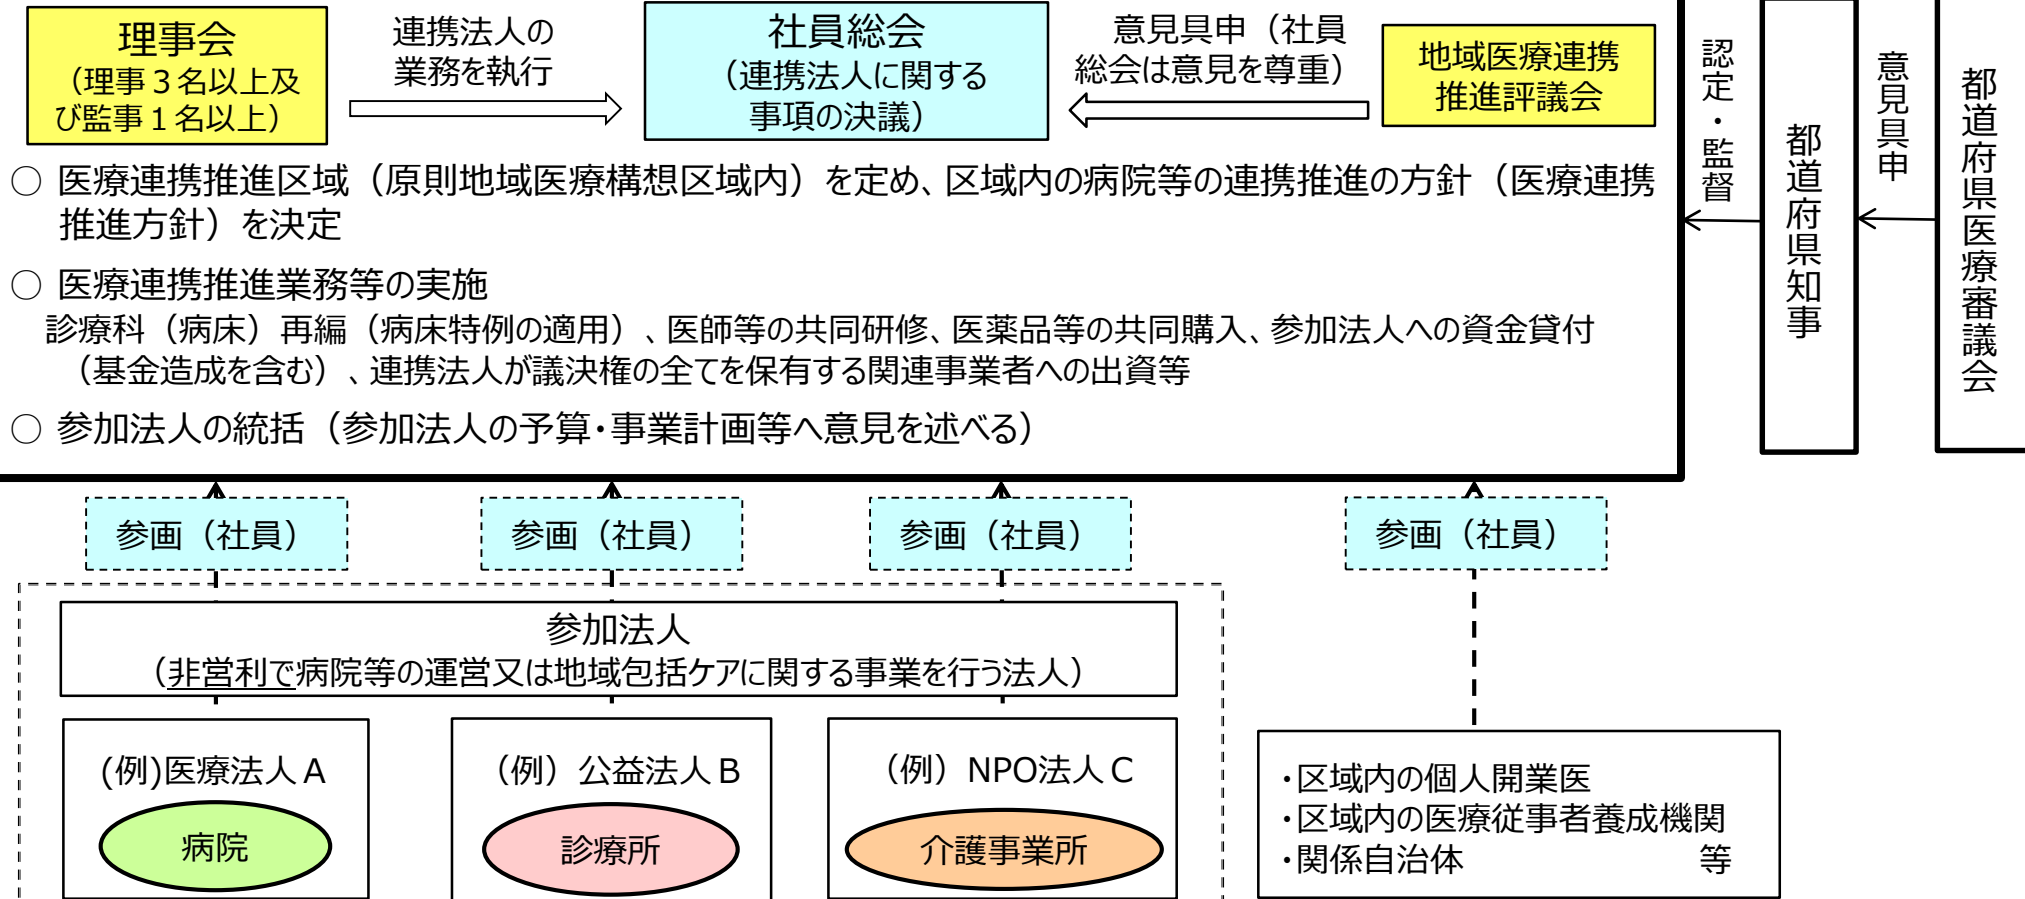 理事会
（理事３名以上及
び監事１名以上）
連携法人の
業務を執行
社員総会
（連携法人に関する
事項の決議）
意見具申（社員
総会は意見を尊重）
地域医療連携
推進評議会
認定・監督
都道府県知事
意見具申
都道府県医療審議会
○ 医療連携推進区域（原則地域医療構想区域内）を定め、区域内の病院等の連携推進の方針（医療連携
推進方針）を決定
○ 医療連携推進業務等の実施
診療科（病床）再編（病床特例の適用）、医師等の共同研修、医薬品等の共同購入、参加法人への資金貸付
（基金造成を含む）、連携法人が議決権の全てを保有する関連事業者への出資等
○ 参加法人の統括（参加法人の予算・事業計画等へ意見を述べる）
参画（社員）
参画（社員）
参画（社員）
参画（社員）
参加法人
（非営利で病院等の運営又は地域包括ケアに関する事業を行う法人）
(例)医療法人Ａ
病院
（例）公益法人Ｂ
診療所
（例）NPO法人Ｃ
介護事業所
・区域内の個人開業医
・区域内の医療従事者養成機関
・関係自治体 等